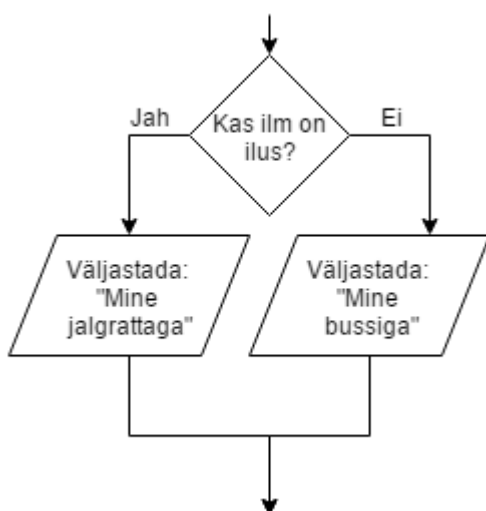 Kas ilm on
ilus?
Jah
Ei
Väljastada:
"Mine
jalgrattaga"
Väljastada:
"Mine
bussiga"